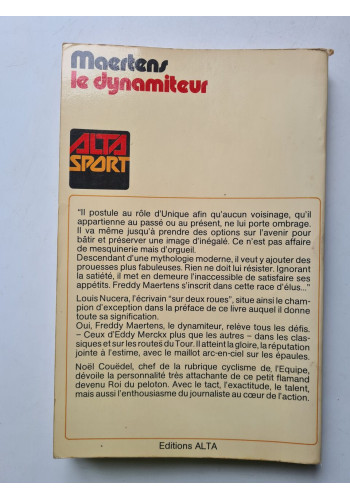 Maertens
le dynamiteur
ALTA
SPORT
"Il postule au rôle d'Unique afin qu'aucun voisinage, qu'il
appartienne au passé ou au présent, ne lui porte ombrage.
Il va même jusqu'à prendre des options sur l'avenir pour
bâtir et préserver une image d'inégalé. Ce n'est pas affaire
de mesquinerie mais d'orgueil.
Descendant d'une mythologie moderne, il veut y ajouter des
prouesses plus fabuleuses. Rien ne doit lui résister. Ignorant
la satiété, il met en demeure l'inaccessible de satisfaire ses
appétits. Freddy Maertens s'inscrit dans cette race d'élus..."
Louis Nucera, l'écrivain "sur deux roues", situe ainsi le cham-
pion d'exception dans la préface de ce livre auquel il donne
toute sa signification.
Oui, Freddy Maertens, le dynamiteur, relève tous les défis.
– Ceux d'Eddy Merckx plus que les autres – dans les clas-
siques et sur les routes du Tour. Il atteint la gloire, la réputation
jointe à l'estime, avec le maillot arc-en-ciel sur les épaules.
Noël Couëdel, chef de la rubrique cyclisme de, l'Equipe,
dévoile la personnalité très attachante de ce petit flamand
devenu Roi du peloton. Avec le tact, l'exactitude, le talent,
mais aussi l'enthousiasme du journaliste au cœur de l'action.
Editions ALTA